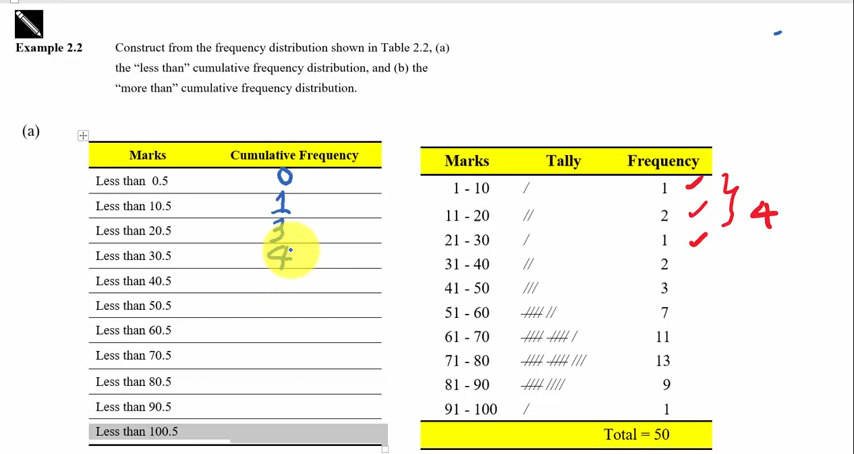 Example 2.2 Construct from the frequency distribution shown in Table 2.2, (a)
the “less than” cumulative frequency distribution, and (b) the
“more than” cumulative frequency distribution.
(a)
Marks Cumulative Frequency
Less than 0.5 0
Less than 10.5 1
Less than 20.5 3
Less than 30.5 4
Less than 40.5
Less than 50.5
Less than 60.5
Less than 70.5
Less than 80.5
Less than 90.5
Less than 100.5
Marks Tally Frequency
1 - 10 / 1
11 - 20 // 2
21 - 30 / 1
31 - 40 // 2
41 - 50 /// 3
51 - 60 //// // 7
61 - 70 //// //// / 11
71 - 80 //// //// /// 13
81 - 90 //// //// 9
91 - 100 / 1
Total = 50
4